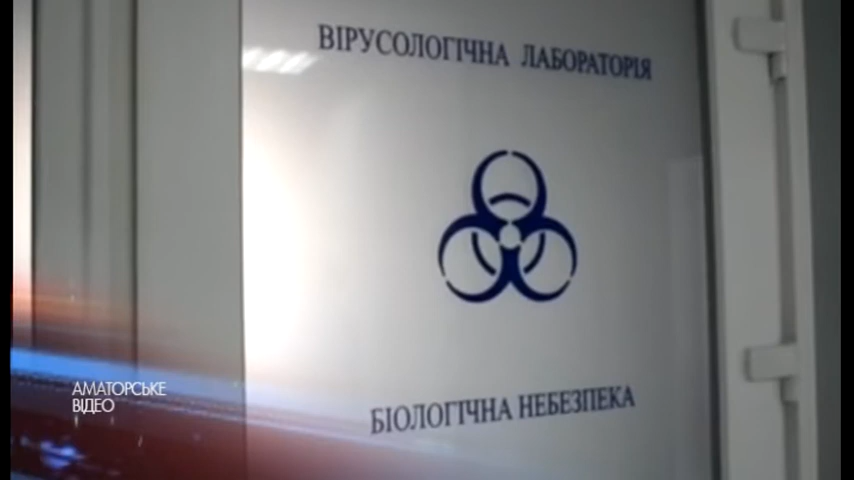 ВІРУСОЛОГІЧНА ЛАБОРАТОРІЯ
АМАТОРСЬКЕ
ВІДЕО
БІОЛОГІЧНА НЕБЕЗПЕКА